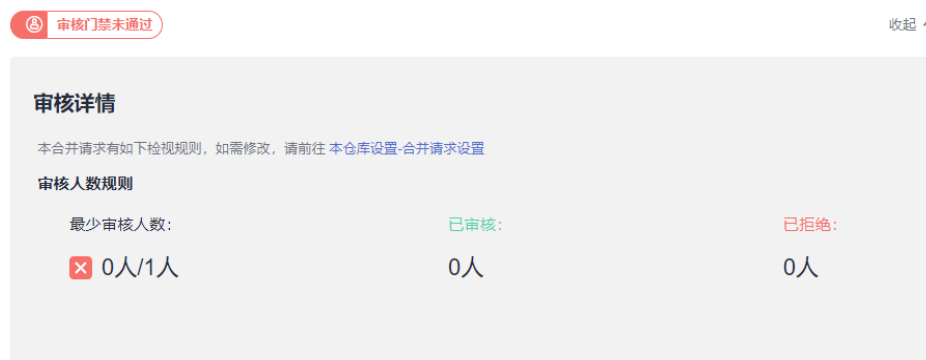 审核门禁未通过
收起
审核详情
本合并请求有如下检视规则，如需修改，请前往 本仓库设置-合并请求设置
审核人数规则
最少审核人数： 已审核： 已拒绝：
0人/1人 0人 0人